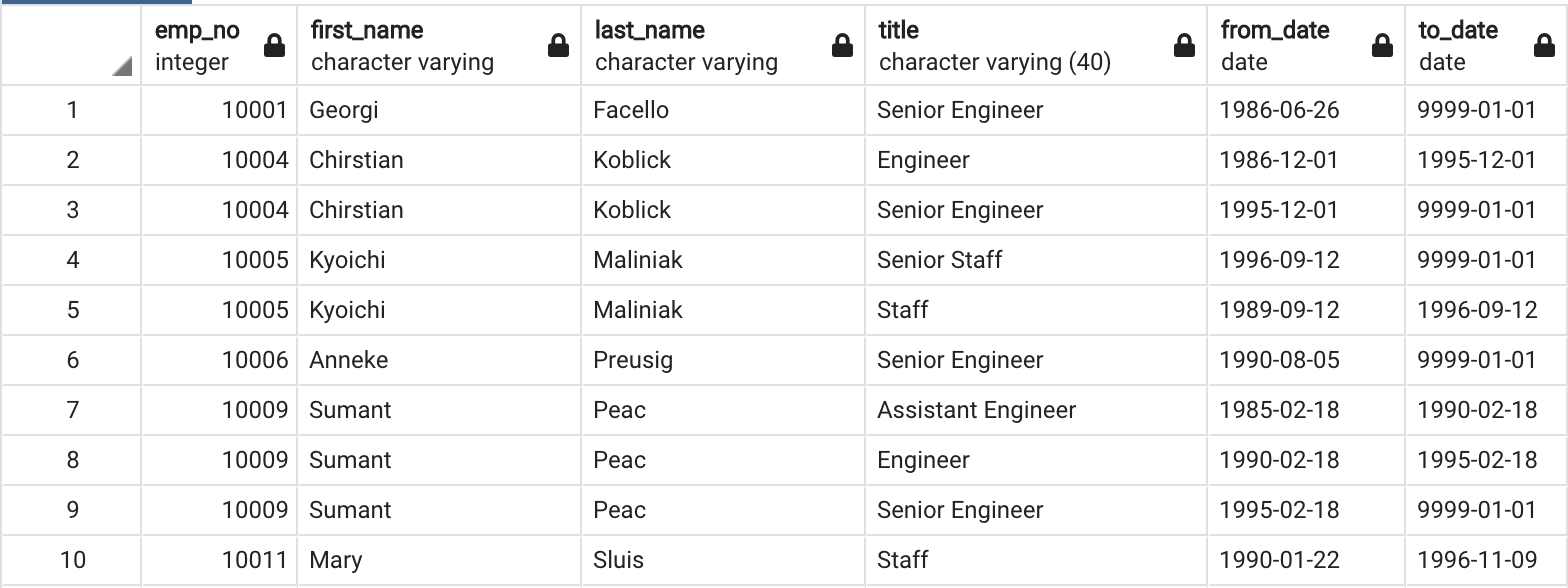 emp_no first_name last_name title from_date to_date
integer character varying character varying character varying (40) date date
1 10001 Georgi Facello Senior Engineer 1986-06-26 9999-01-01
2 10004 Chirstian Koblick Engineer 1986-12-01 1995-12-01
3 10004 Chirstian Koblick Senior Engineer 1995-12-01 9999-01-01
4 10005 Kyoichi Maliniak Senior Staff 1996-09-12 9999-01-01
5 10005 Kyoichi Maliniak Staff 1989-09-12 1996-09-12
6 10006 Anneke Preusig Senior Engineer 1990-08-05 9999-01-01
7 10009 Sumant Peac Assistant Engineer 1985-02-18 1990-02-18
8 10009 Sumant Peac Engineer 1990-02-18 1995-02-18
9 10009 Sumant Peac Senior Engineer 1995-02-18 9999-01-01
10 10011 Mary Sluis Staff 1990-01-22 1996-11-09